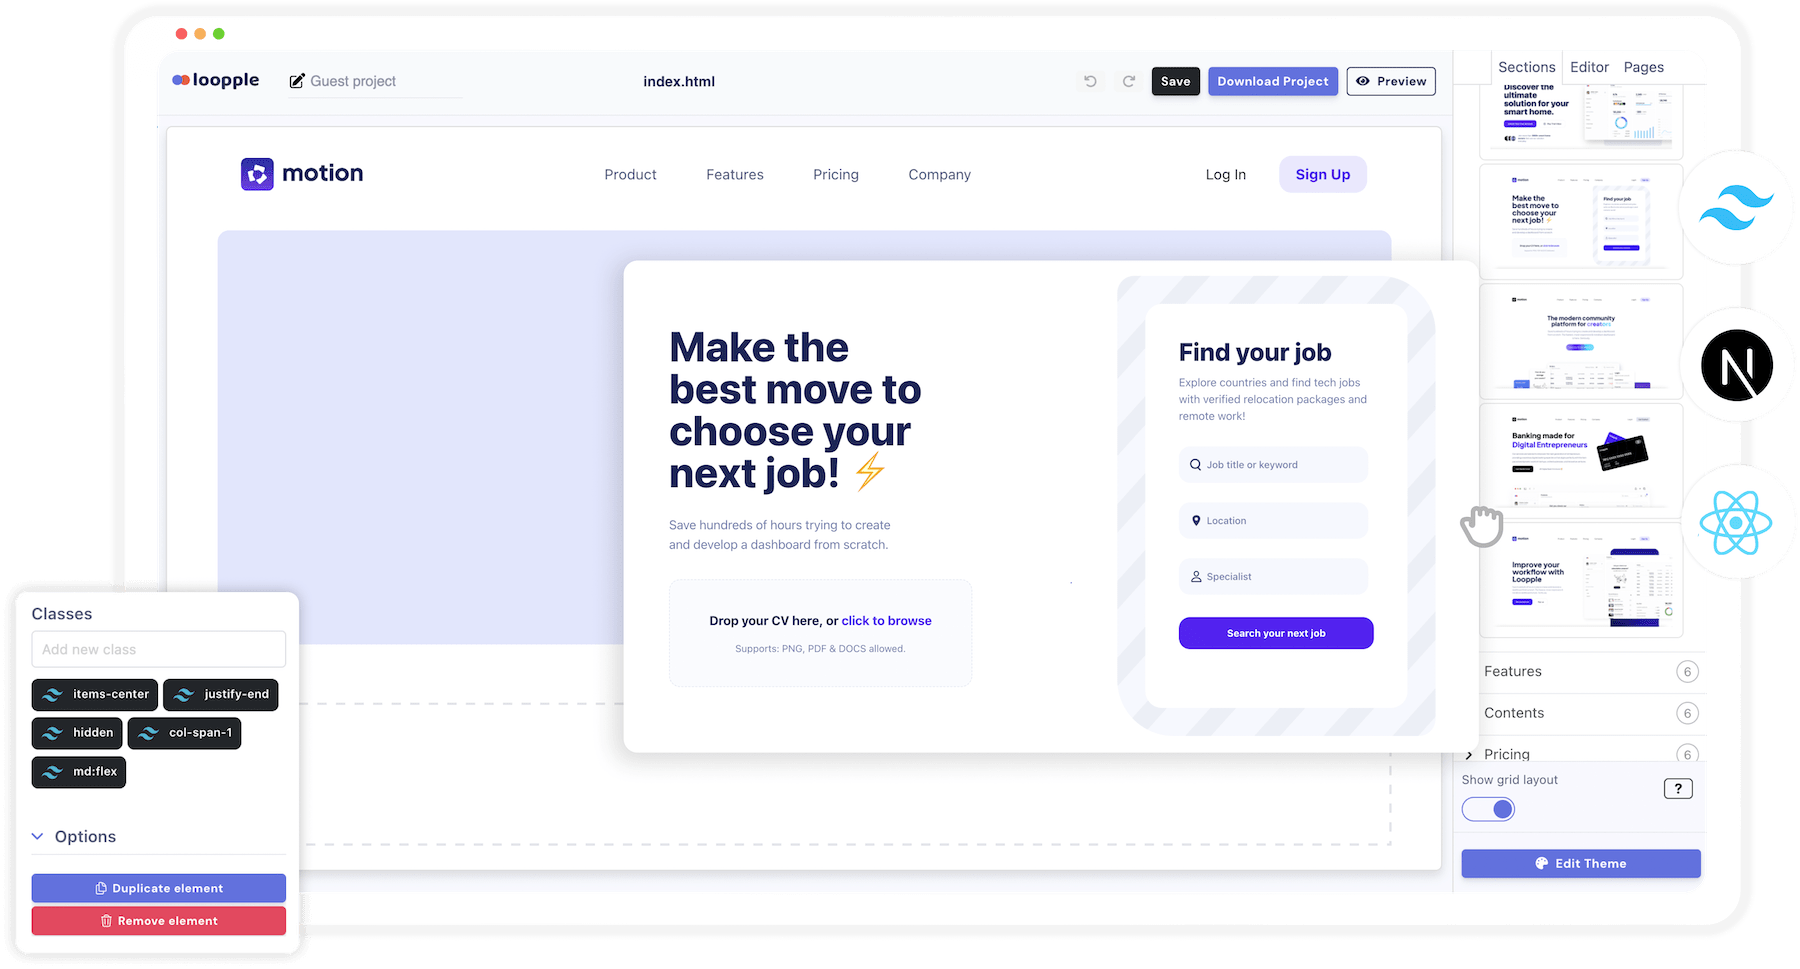 loopple
Guest project
index.html
Save
Download Project
Preview
Sections
Editor
Pages
motion
Product
Features
Pricing
Company
Log In
Sign Up
Make the
best move to
choose your
next job! ⚡
Save hundreds of hours trying to create
and develop a dashboard from scratch.
Drop your CV here, or click to browse
Supports: PNG, PDF & DOCS allowed.
Find your job
Explore countries and find tech jobs
with verified relocation packages and
remote work!
Job title or keyword
Location
Specialist
Search your next job
Discover the
ultimate
solution for your
smart home.
Make the
best move to
choose your
next job! ⚡
Find your job
The modern community
platform for creators
Banking made for
Digital Entrepreneurs
Improve your
workflow with
Loopple
Features 6
Contents 6
Pricing 6
Show grid layout
?
Edit Theme
Classes
Add new class
items-center
justify-end
hidden
col-span-1
md:flex
Options
Duplicate element
Remove element